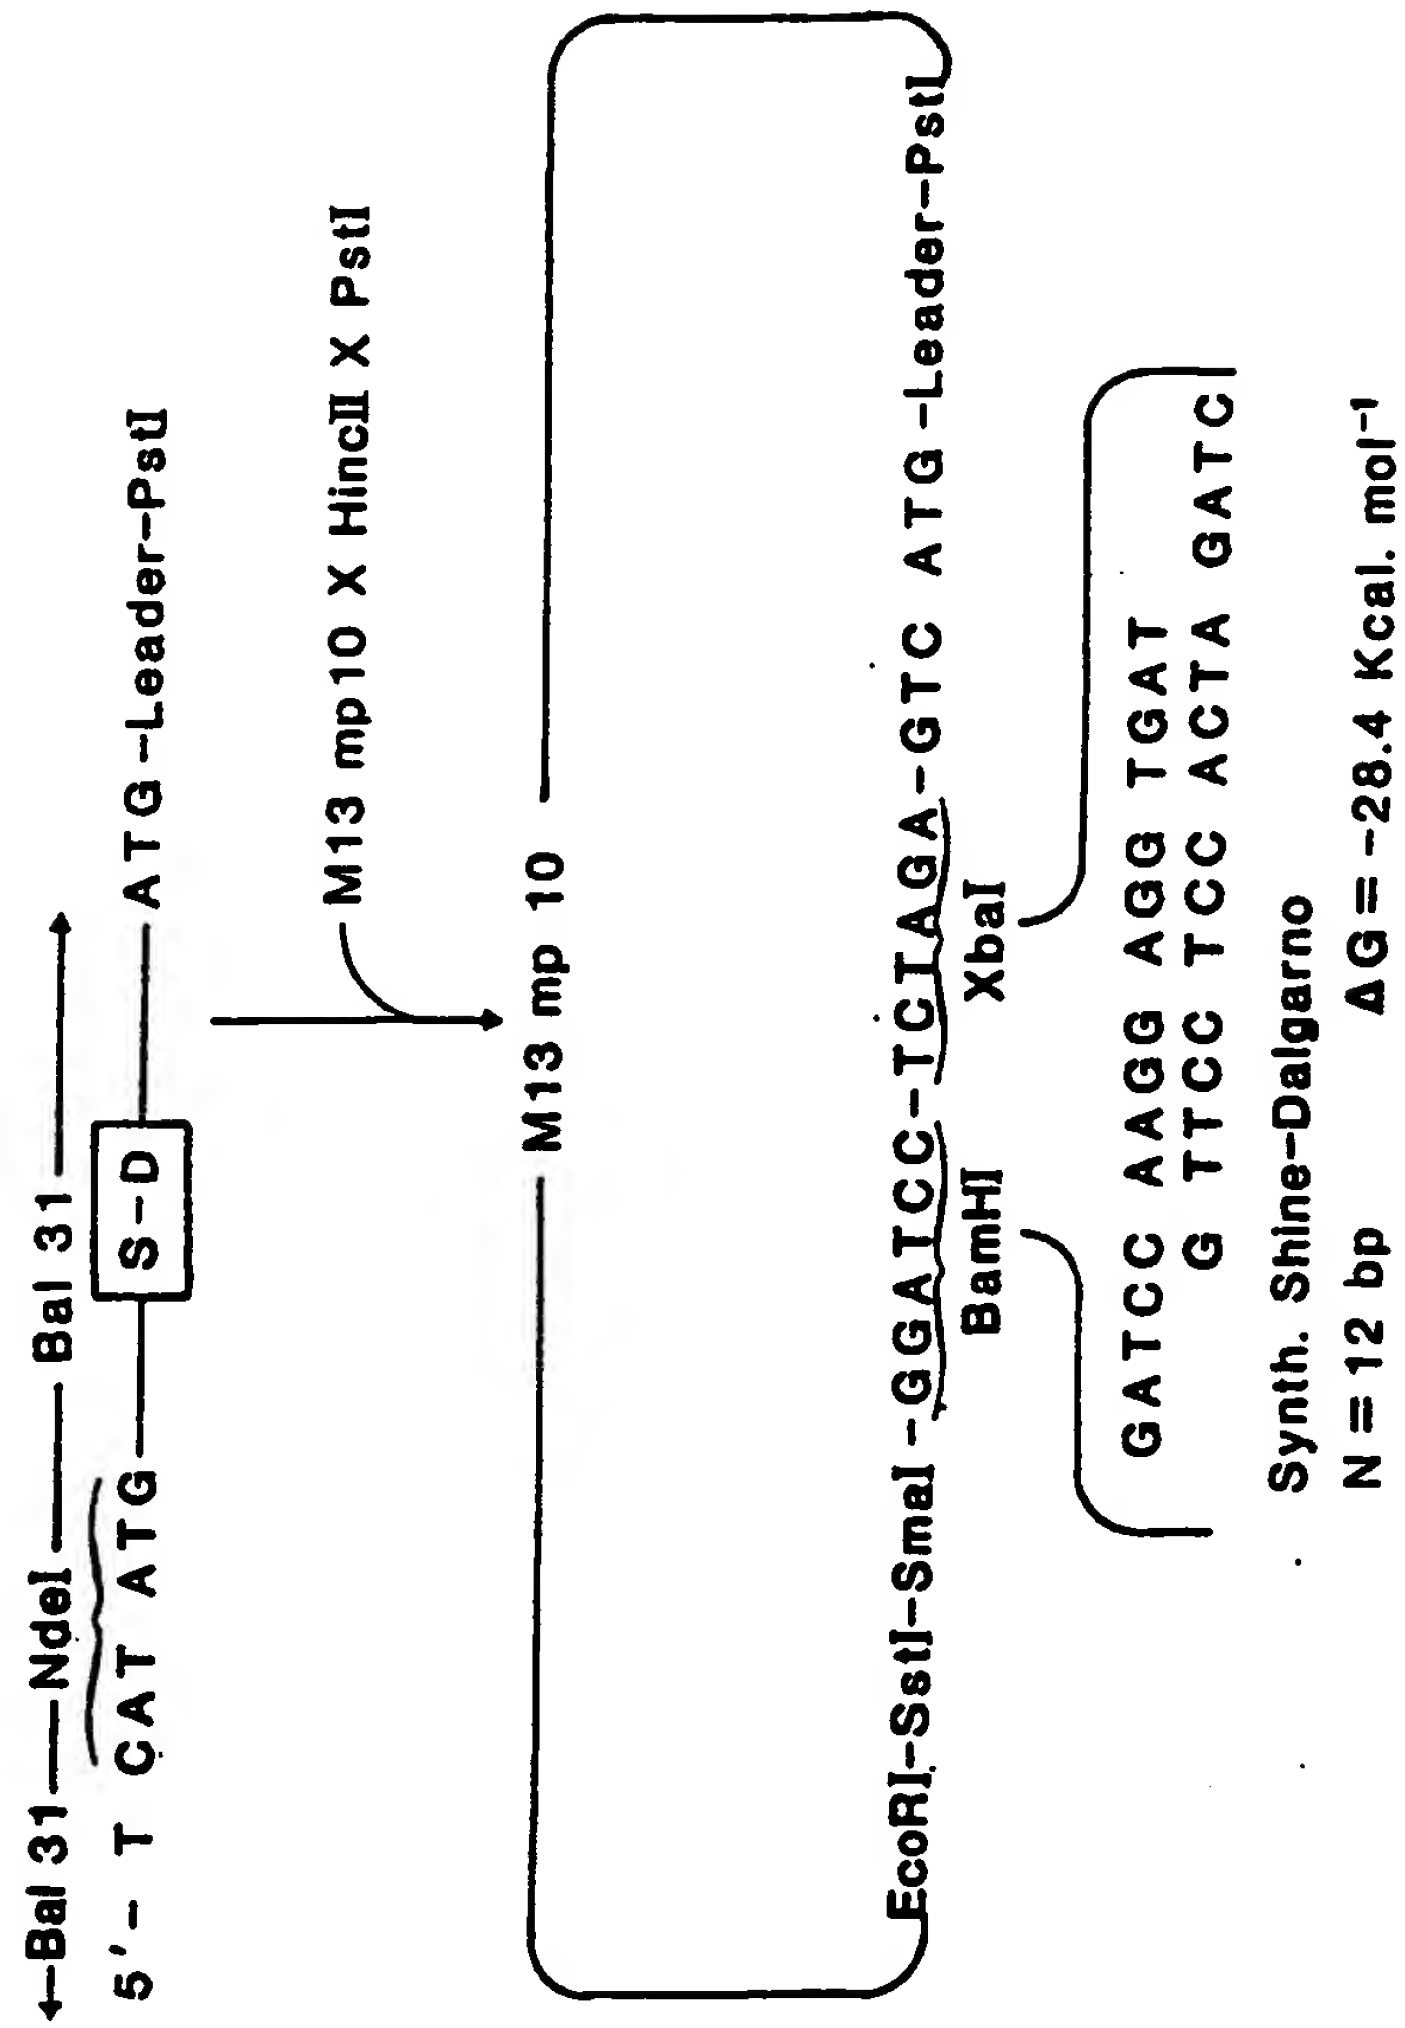 ←Bal 31—NdeI—Bal 31→
5'- T CAT ATG—S-D—ATG-Leader-PstI
M13 mp10 X HincII X PstI
M13 mp 10
EcoRI-SstI-SmaI-GGATCC-TCTAGA-GTC ATG-Leader-PstI
BamHI XbaI
GATCC AAGG AGG TGAT
G TTCC TCC ACTA GATC
Synth. Shine-Dalgarno
N = 12 bp ΔG = -28.4 Kcal. mol⁻¹